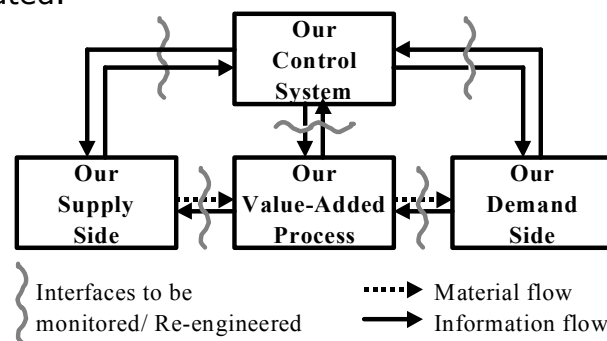 Our
Control
System
Our
Supply
Side
Our
Value-Added
Process
Our
Demand
Side
Interfaces to be
monitored/ Re-engineered
Material flow
Information flow